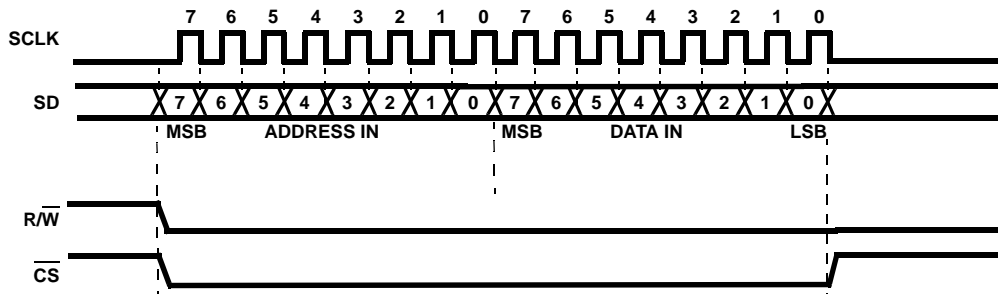 7 6 5 4 3 2 1 0 7 6 5 4 3 2 1 0
SCLK
SD 7 6 5 4 3 2 1 0 7 6 5 4 3 2 1 0
MSB ADDRESS IN MSB DATA IN LSB
R/W̅
C̅S̅